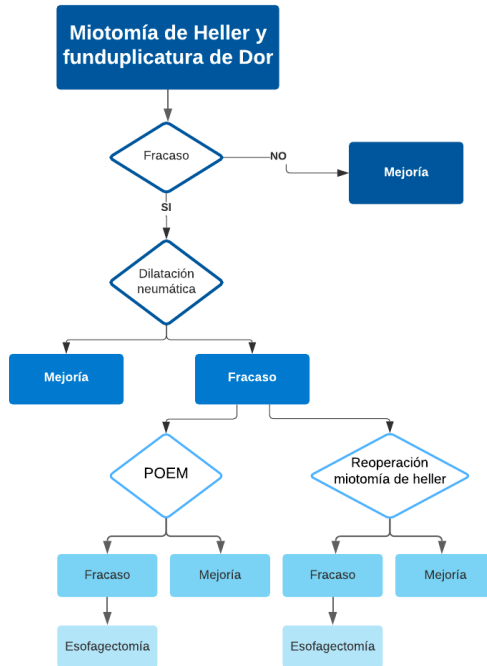 Miotomía de Heller y
funduplicatura de Dor
Fracaso
NO
Mejoría
SI
Dilatación
neumática
Mejoría
Fracaso
POEM
Reoperación
miotomía de heller
Fracaso
Mejoría
Fracaso
Mejoría
Esofagectomía
Esofagectomía